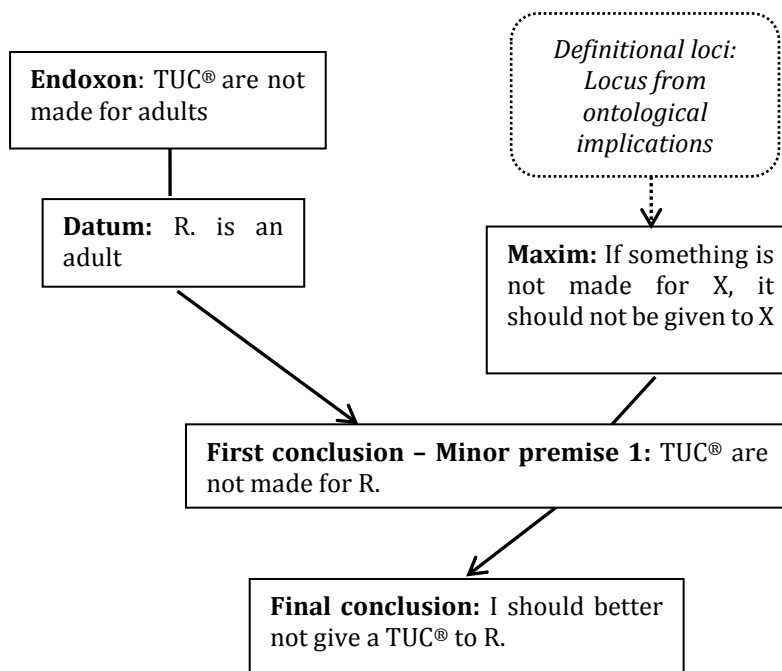 Endoxon: TUC® are not
made for adults
Definitional loci:
Locus from
ontological
implications
Datum: R. is an
adult
Maxim: If something is
not made for X, it
should not be given to X
First conclusion – Minor premise 1: TUC® are
not made for R.
Final conclusion: I should better
not give a TUC® to R.